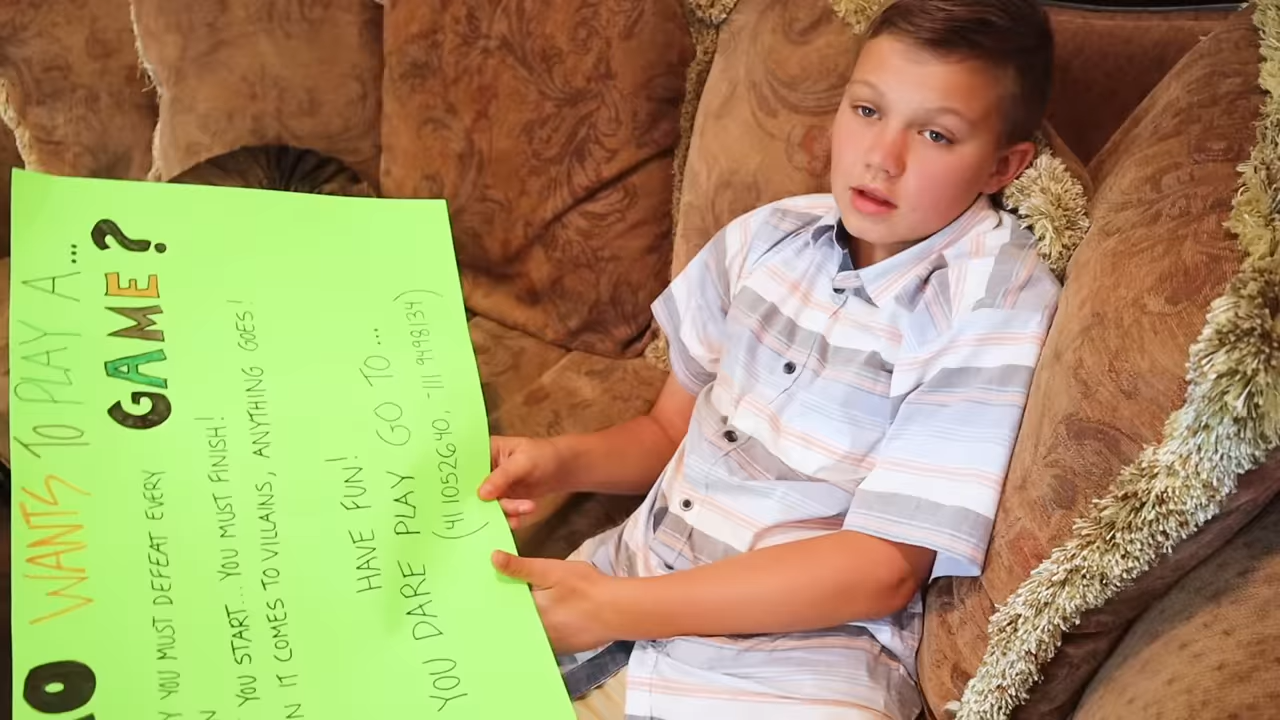 WANTS TO PLAY A...
GAME?
YOU MUST DEFEAT EVERY
YOU START... YOU MUST FINISH!
IT COMES TO VILLAINS, ANYTHING GOES!
HAVE FUN!
YOU DARE PLAY GO TO...
(41.1052640, -111.9498134)